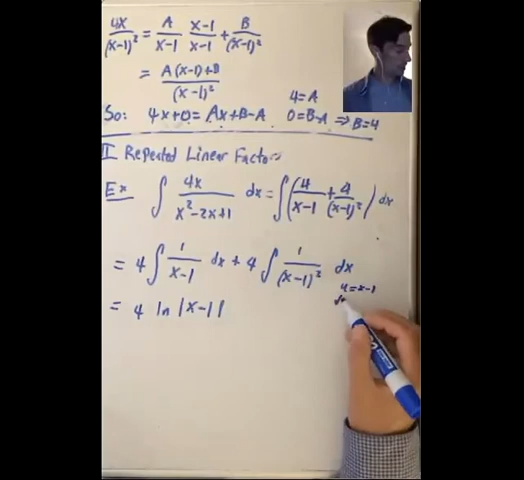 4x/(x-1)² = A/(x-1) (x-1)/(x-1) + B/(x-1)²
= A(x-1)+B/(x-1)²
4=A
So: 4x+0= Ax+B-A 0=B-A ⇒ B=4
II Repeated Linear Factors
Ex ∫ 4x/(x²-2x+1) dx = ∫(4/(x-1) + 4/(x-1)²) dx
= 4 ∫ 1/(x-1) dx + 4 ∫ 1/(x-1)² dx
u=x-1
= 4 ln |x-1|